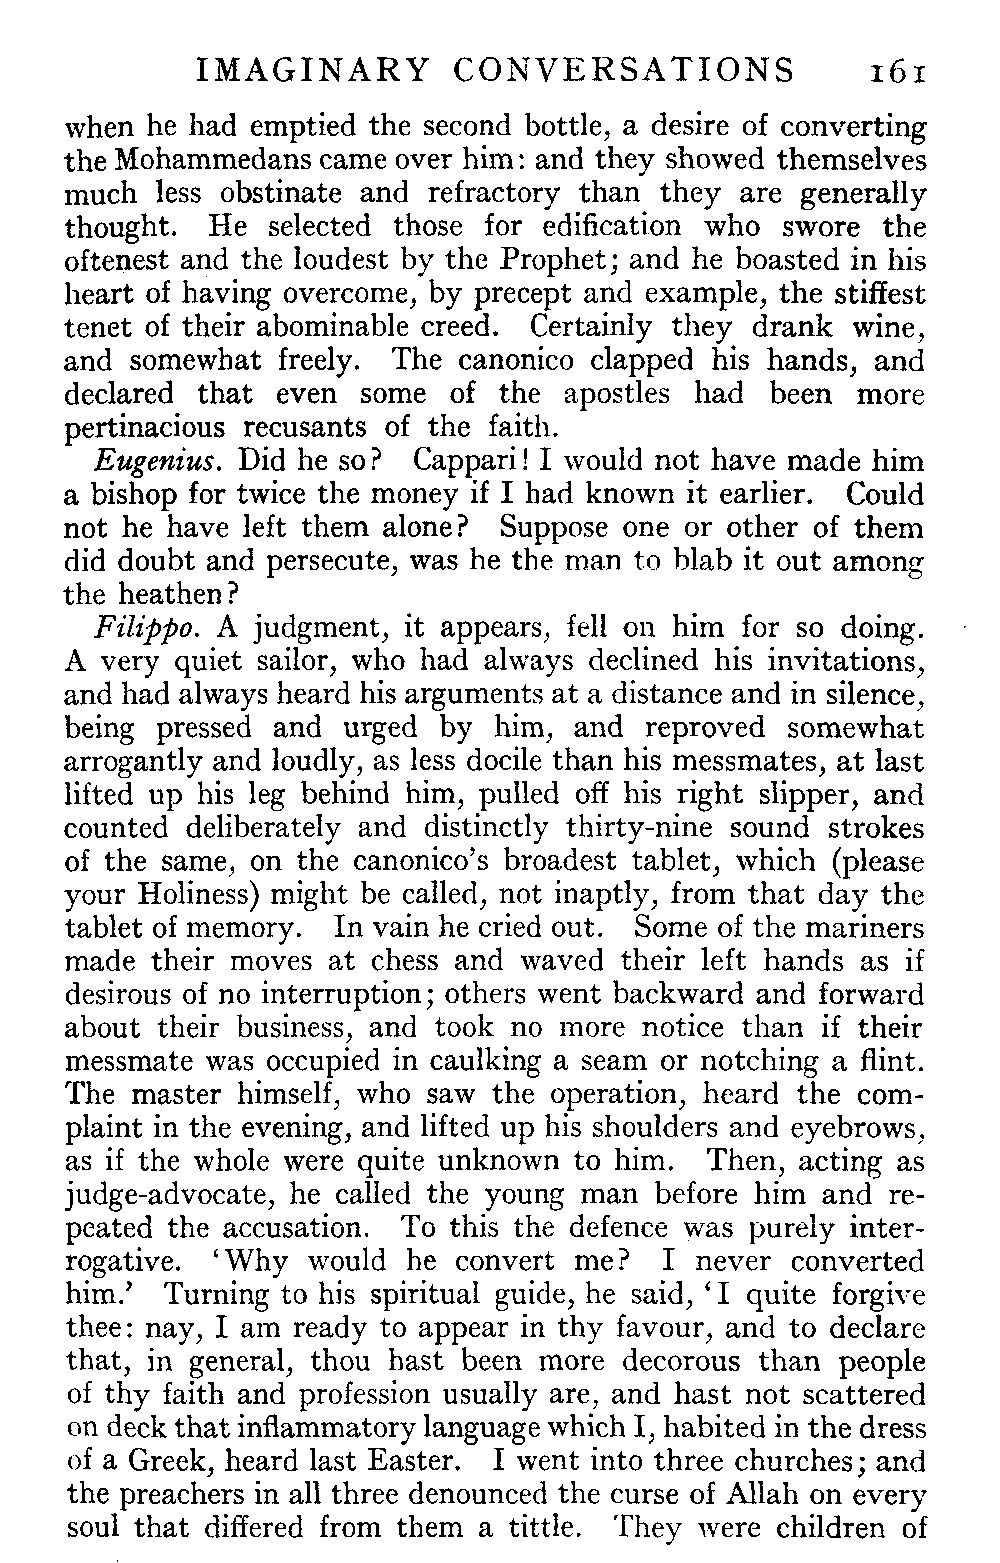 IMAGINARY CONVERSATIONS 161
when he had emptied the second bottle, a desire of converting
the Mohammedans came over him: and they showed themselves
much less obstinate and refractory than they are generally
thought. He selected those for edification who swore the
oftenest and the loudest by the Prophet; and he boasted in his
heart of having overcome, by precept and example, the stiffest
tenet of their abominable creed. Certainly they drank wine,
and somewhat freely. The canonico clapped his hands, and
declared that even some of the apostles had been more
pertinacious recusants of the faith.
Eugenius. Did he so? Cappari! I would not have made him
a bishop for twice the money if I had known it earlier. Could
not he have left them alone? Suppose one or other of them
did doubt and persecute, was he the man to blab it out among
the heathen?
Filippo. A judgment, it appears, fell on him for so doing.
A very quiet sailor, who had always declined his invitations,
and had always heard his arguments at a distance and in silence,
being pressed and urged by him, and reproved somewhat
arrogantly and loudly, as less docile than his messmates, at last
lifted up his leg behind him, pulled off his right slipper, and
counted deliberately and distinctly thirty-nine sound strokes
of the same, on the canonico's broadest tablet, which (please
your Holiness) might be called, not inaptly, from that day the
tablet of memory. In vain he cried out. Some of the mariners
made their moves at chess and waved their left hands as if
desirous of no interruption; others went backward and forward
about their business, and took no more notice than if their
messmate was occupied in caulking a seam or notching a flint.
The master himself, who saw the operation, heard the com-
plaint in the evening, and lifted up his shoulders and eyebrows,
as if the whole were quite unknown to him. Then, acting as
judge-advocate, he called the young man before him and re-
peated the accusation. To this the defence was purely inter-
rogative. 'Why would he convert me? I never converted
him.' Turning to his spiritual guide, he said, 'I quite forgive
thee: nay, I am ready to appear in thy favour, and to declare
that, in general, thou hast been more decorous than people
of thy faith and profession usually are, and hast not scattered
on deck that inflammatory language which I, habited in the dress
of a Greek, heard last Easter. I went into three churches; and
the preachers in all three denounced the curse of Allah on every
soul that differed from them a tittle. They were children of